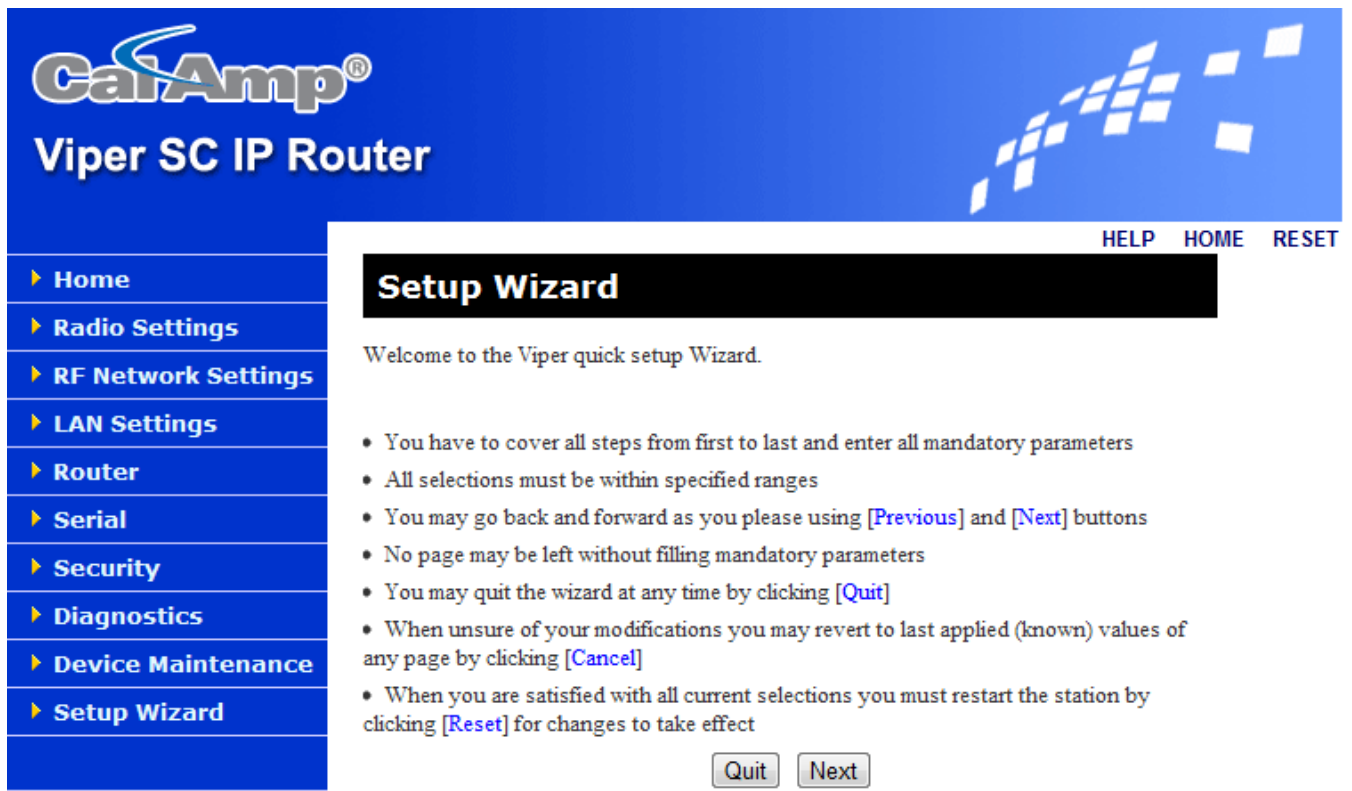 CalAmp®
Viper SC IP Router
HELP HOME RESET
Home
Radio Settings
RF Network Settings
LAN Settings
Router
Serial
Security
Diagnostics
Device Maintenance
Setup Wizard
Setup Wizard
Welcome to the Viper quick setup Wizard.
• You have to cover all steps from first to last and enter all mandatory parameters
• All selections must be within specified ranges
• You may go back and forward as you please using [Previous] and [Next] buttons
• No page may be left without filling mandatory parameters
• You may quit the wizard at any time by clicking [Quit]
• When unsure of your modifications you may revert to last applied (known) values of
any page by clicking [Cancel]
• When you are satisfied with all current selections you must restart the station by
clicking [Reset] for changes to take effect
Quit Next